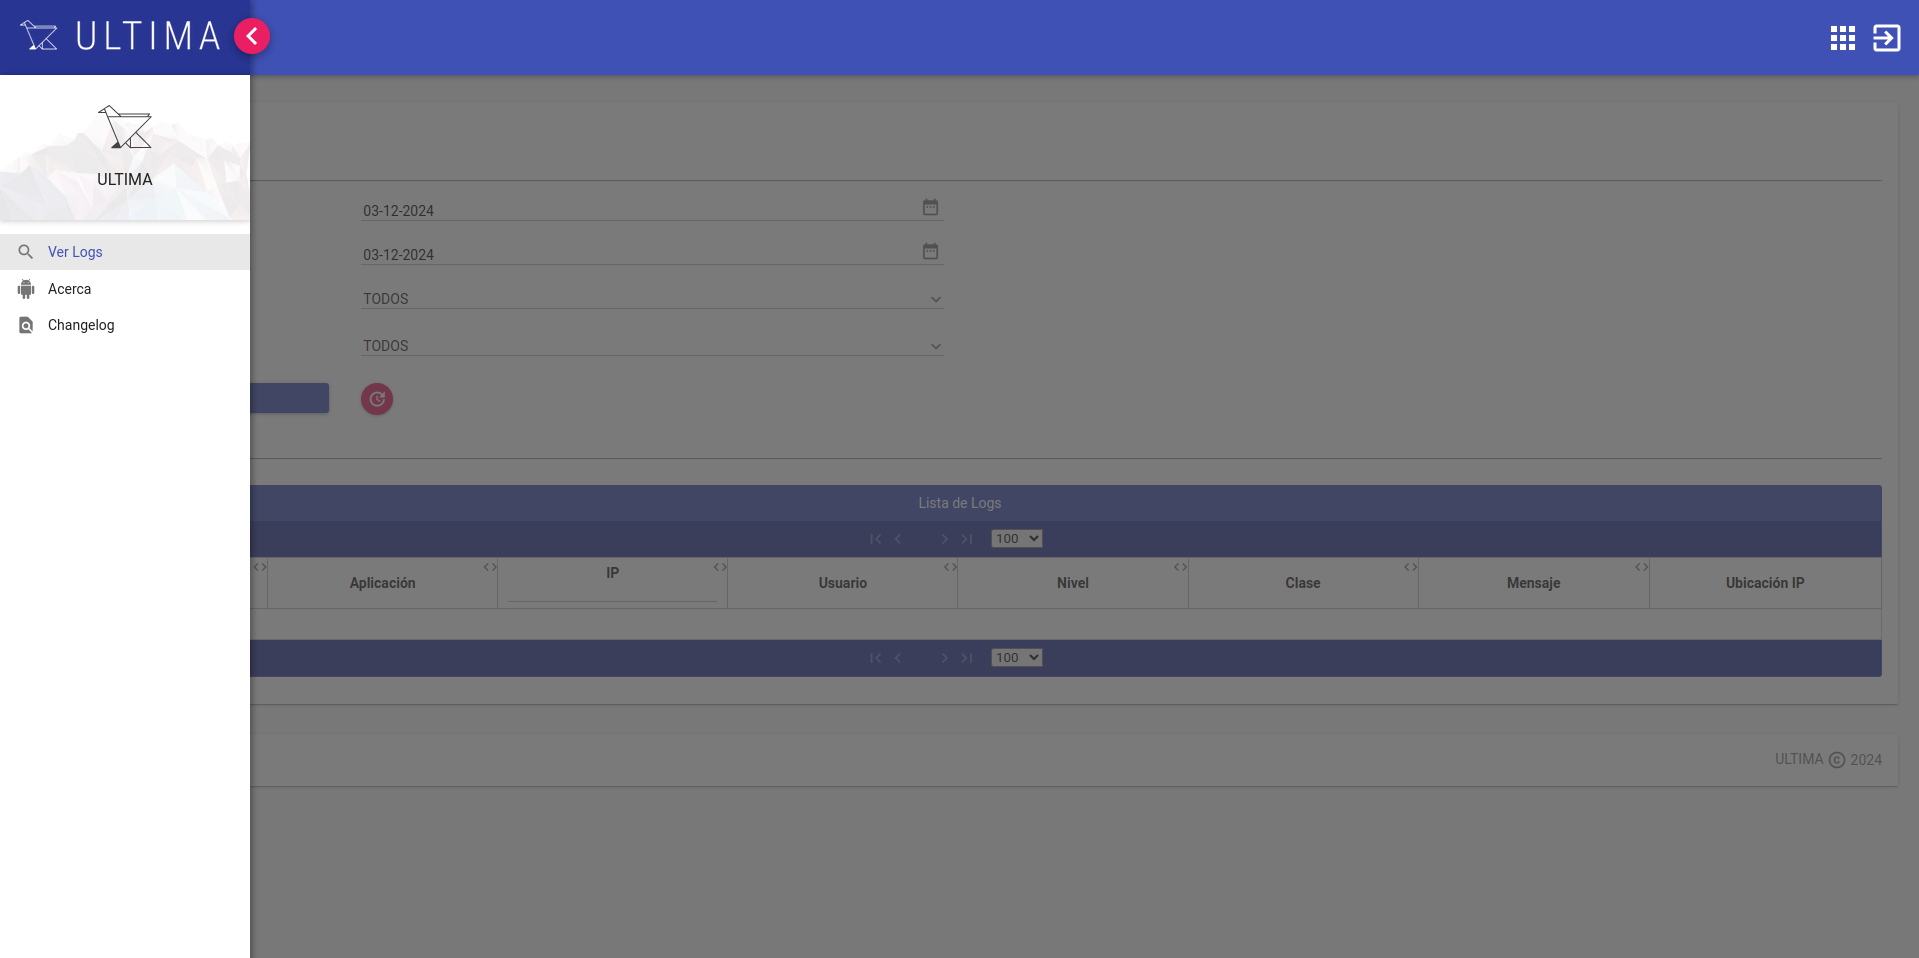 ULTIMA
ULTIMA
Ver Logs
Acerca
Changelog
03-12-2024
03-12-2024
TODOS
TODOS
Lista de Logs
100
Aplicación IP Usuario Nivel Clase Mensaje Ubicación IP
100
ULTIMA © 2024